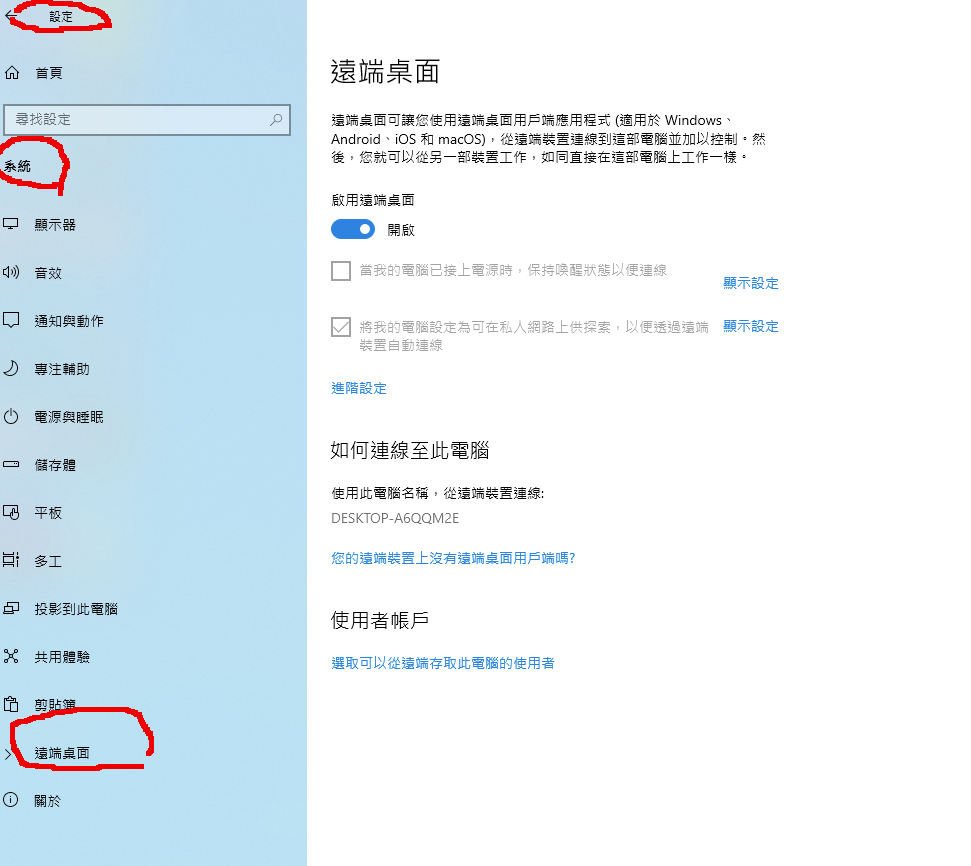 設定
首頁
尋找設定
系統
顯示器
音效
通知與動作
專注輔助
電源與睡眠
儲存體
平板
多工
投影到此電腦
共用體驗
剪貼簿
遠端桌面
關於
遠端桌面
遠端桌面可讓您使用遠端桌面用戶端應用程式 (適用於 Windows、
Android、iOS 和 macOS)，從遠端裝置連線到這部電腦並加以控制。然
後，您就可以從另一部裝置工作，如同直接在這部電腦上工作一樣。
啟用遠端桌面
開啟
當我的電腦已接上電源時，保持喚醒狀態以便連線
顯示設定
將我的電腦設定為可在私人網路上供探索，以便透過遠端
裝置自動連線
顯示設定
進階設定
如何連線至此電腦
使用此電腦名稱，從遠端裝置連線:
DESKTOP-A6QQM2E
您的遠端裝置上沒有遠端桌面用戶端嗎?
使用者帳戶
選取可以從遠端存取此電腦的使用者